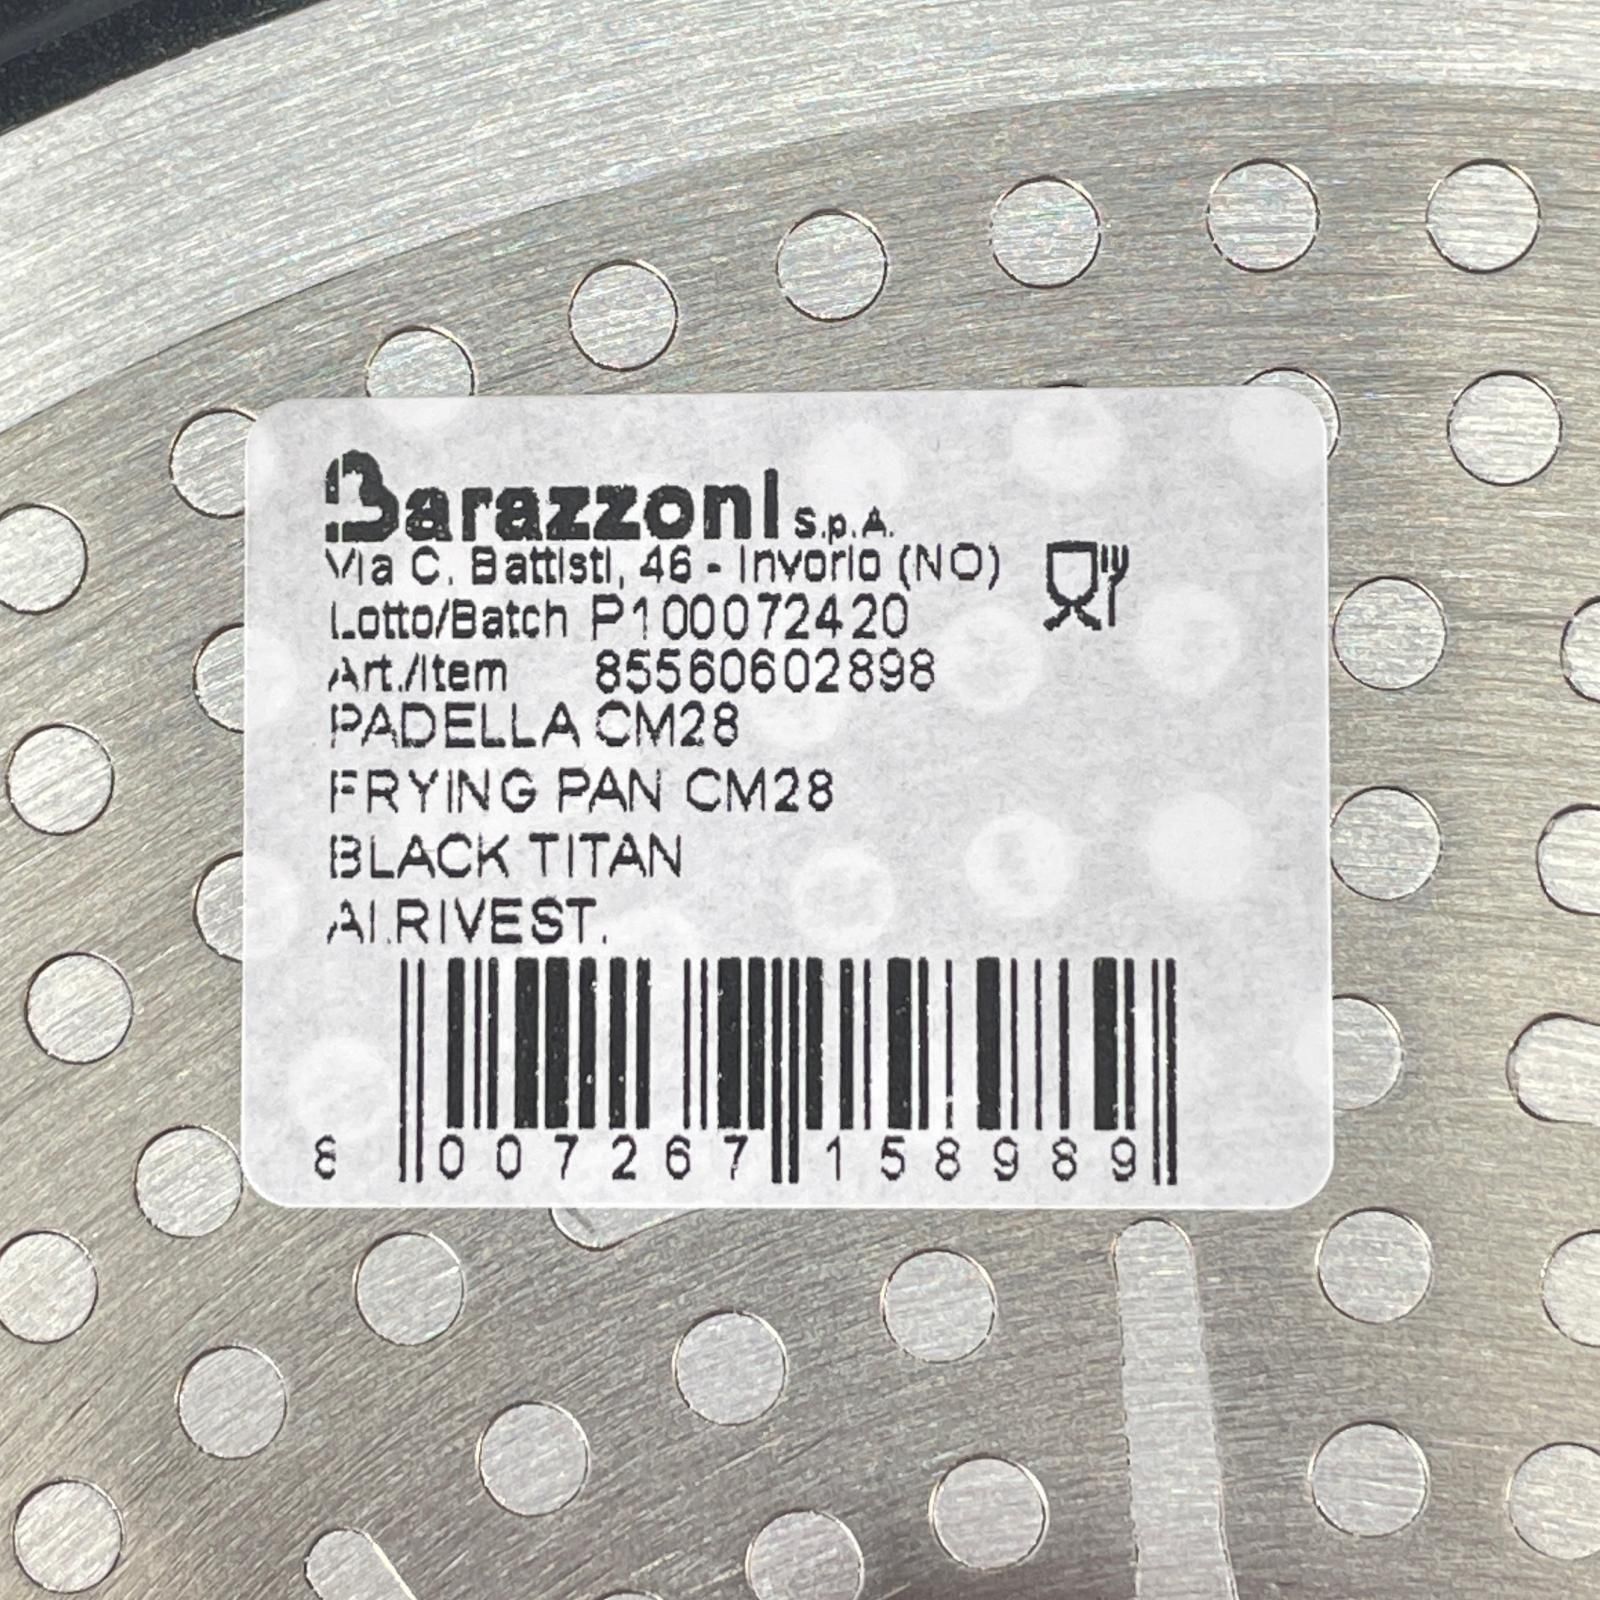 Barazzoni S.p.A.
Via C. Battisti, 46 - Invorio (NO)
Lotto/Batch P100072420
Art./Item 85560602898
PADELLA CM28
FRYING PAN CM28
BLACK TITAN
AI.RIVEST.
8 007267 158989